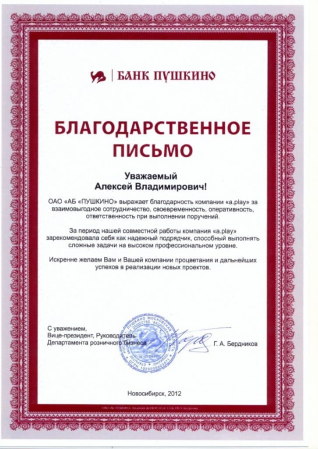 БАНК ПУШКИНО
БЛАГОДАРСТВЕННОЕ
ПИСЬМО
Уважаемый
Алексей Владимирович!
ОАО «АБ «ПУШКИНО» выражает благодарность компании «a.play» за
взаимовыгодное сотрудничество, своевременность, оперативность,
ответственность при выполнении поручений.
За период нашей совместной работы компания «a.play»
зарекомендовала себя как надежный подрядчик, способный выполнять
сложные задачи на высоком профессиональном уровне.
Искренне желаем Вам и Вашей компании процветания и дальнейших
успехов в реализации новых проектов.
С уважением,
Вице-президент, Руководитель
Департамента розничного бизнеса
Г. А. Бердников
Новосибирск, 2012